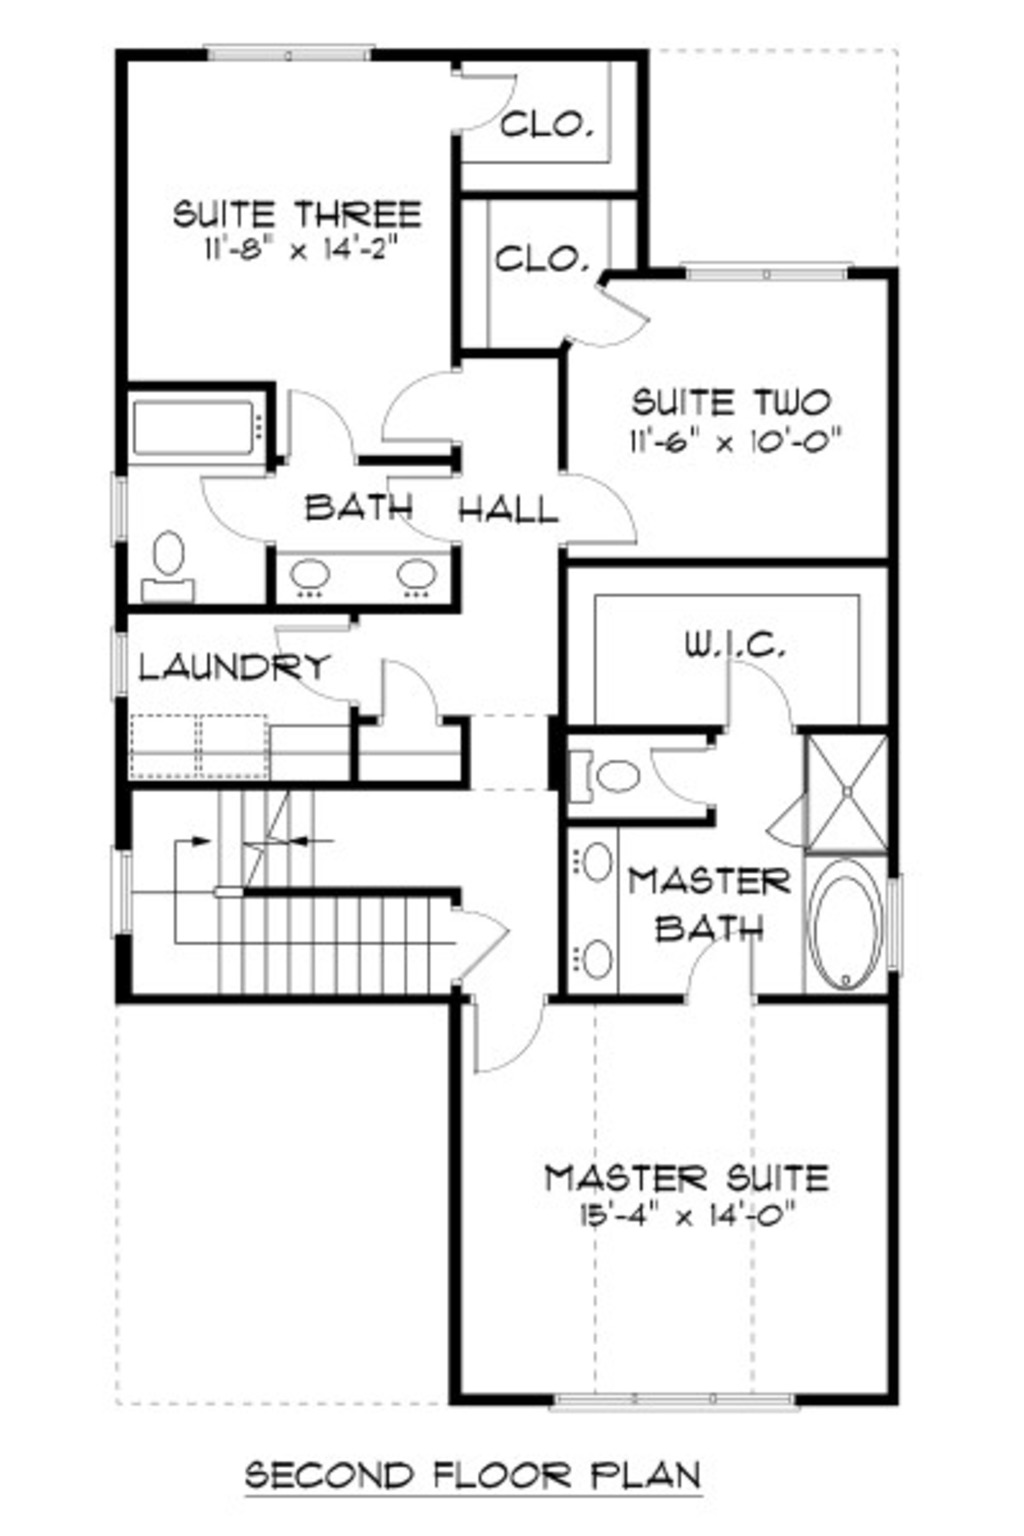 CLO.
SUITE THREE
11'-8" x 14'-2"
CLO.
SUITE TWO
11'-6" x 10'-0"
BATH
HALL
W.I.C.
LAUNDRY
MASTER
BATH
MASTER SUITE
15'-4" x 14'-0"
SECOND FLOOR PLAN